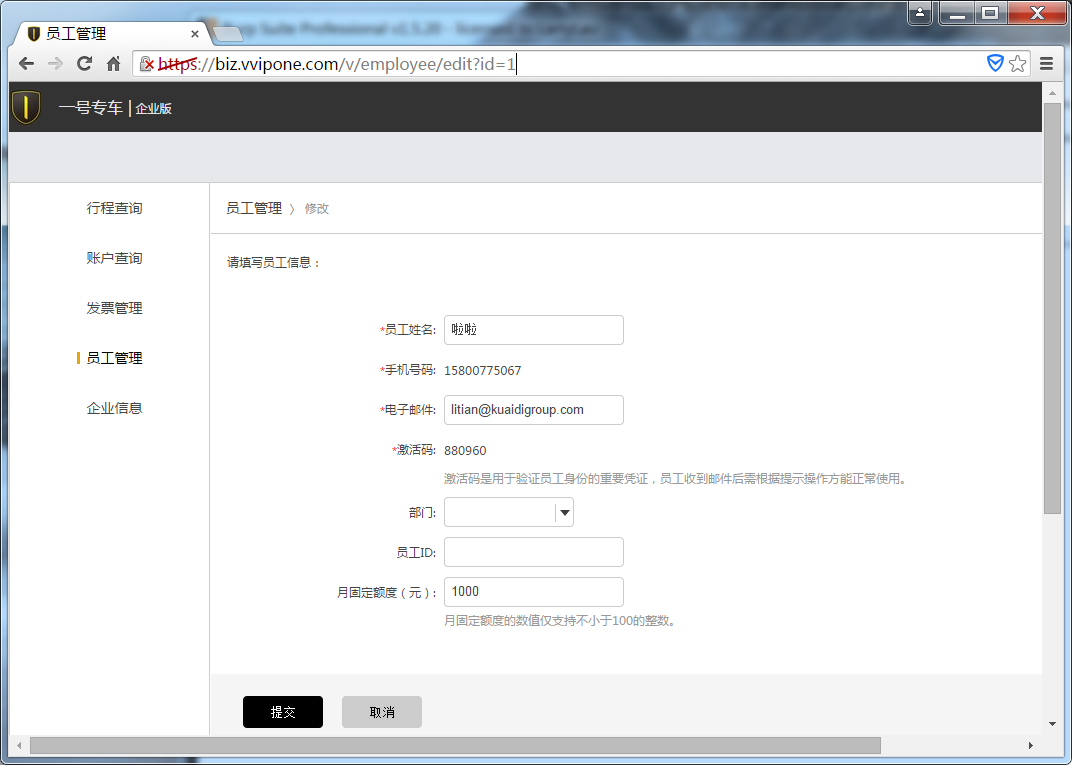 员工管理
https://biz.vvipone.com/v/employee/edit?id=1
一号专车 | 企业版
行程查询
账户查询
发票管理
员工管理
企业信息
员工管理 〉 修改
请填写员工信息：
*员工姓名: 啦啦
*手机号码: 15800775067
*电子邮件: litian@kuaidigroup.com
*激活码: 880960
激活码是用于验证员工身份的重要凭证，员工收到邮件后需根据提示操作方能正常使用。
部门:
员工ID:
月固定额度（元）: 1000
月固定额度的数值仅支持不小于100的整数。
提交 取消